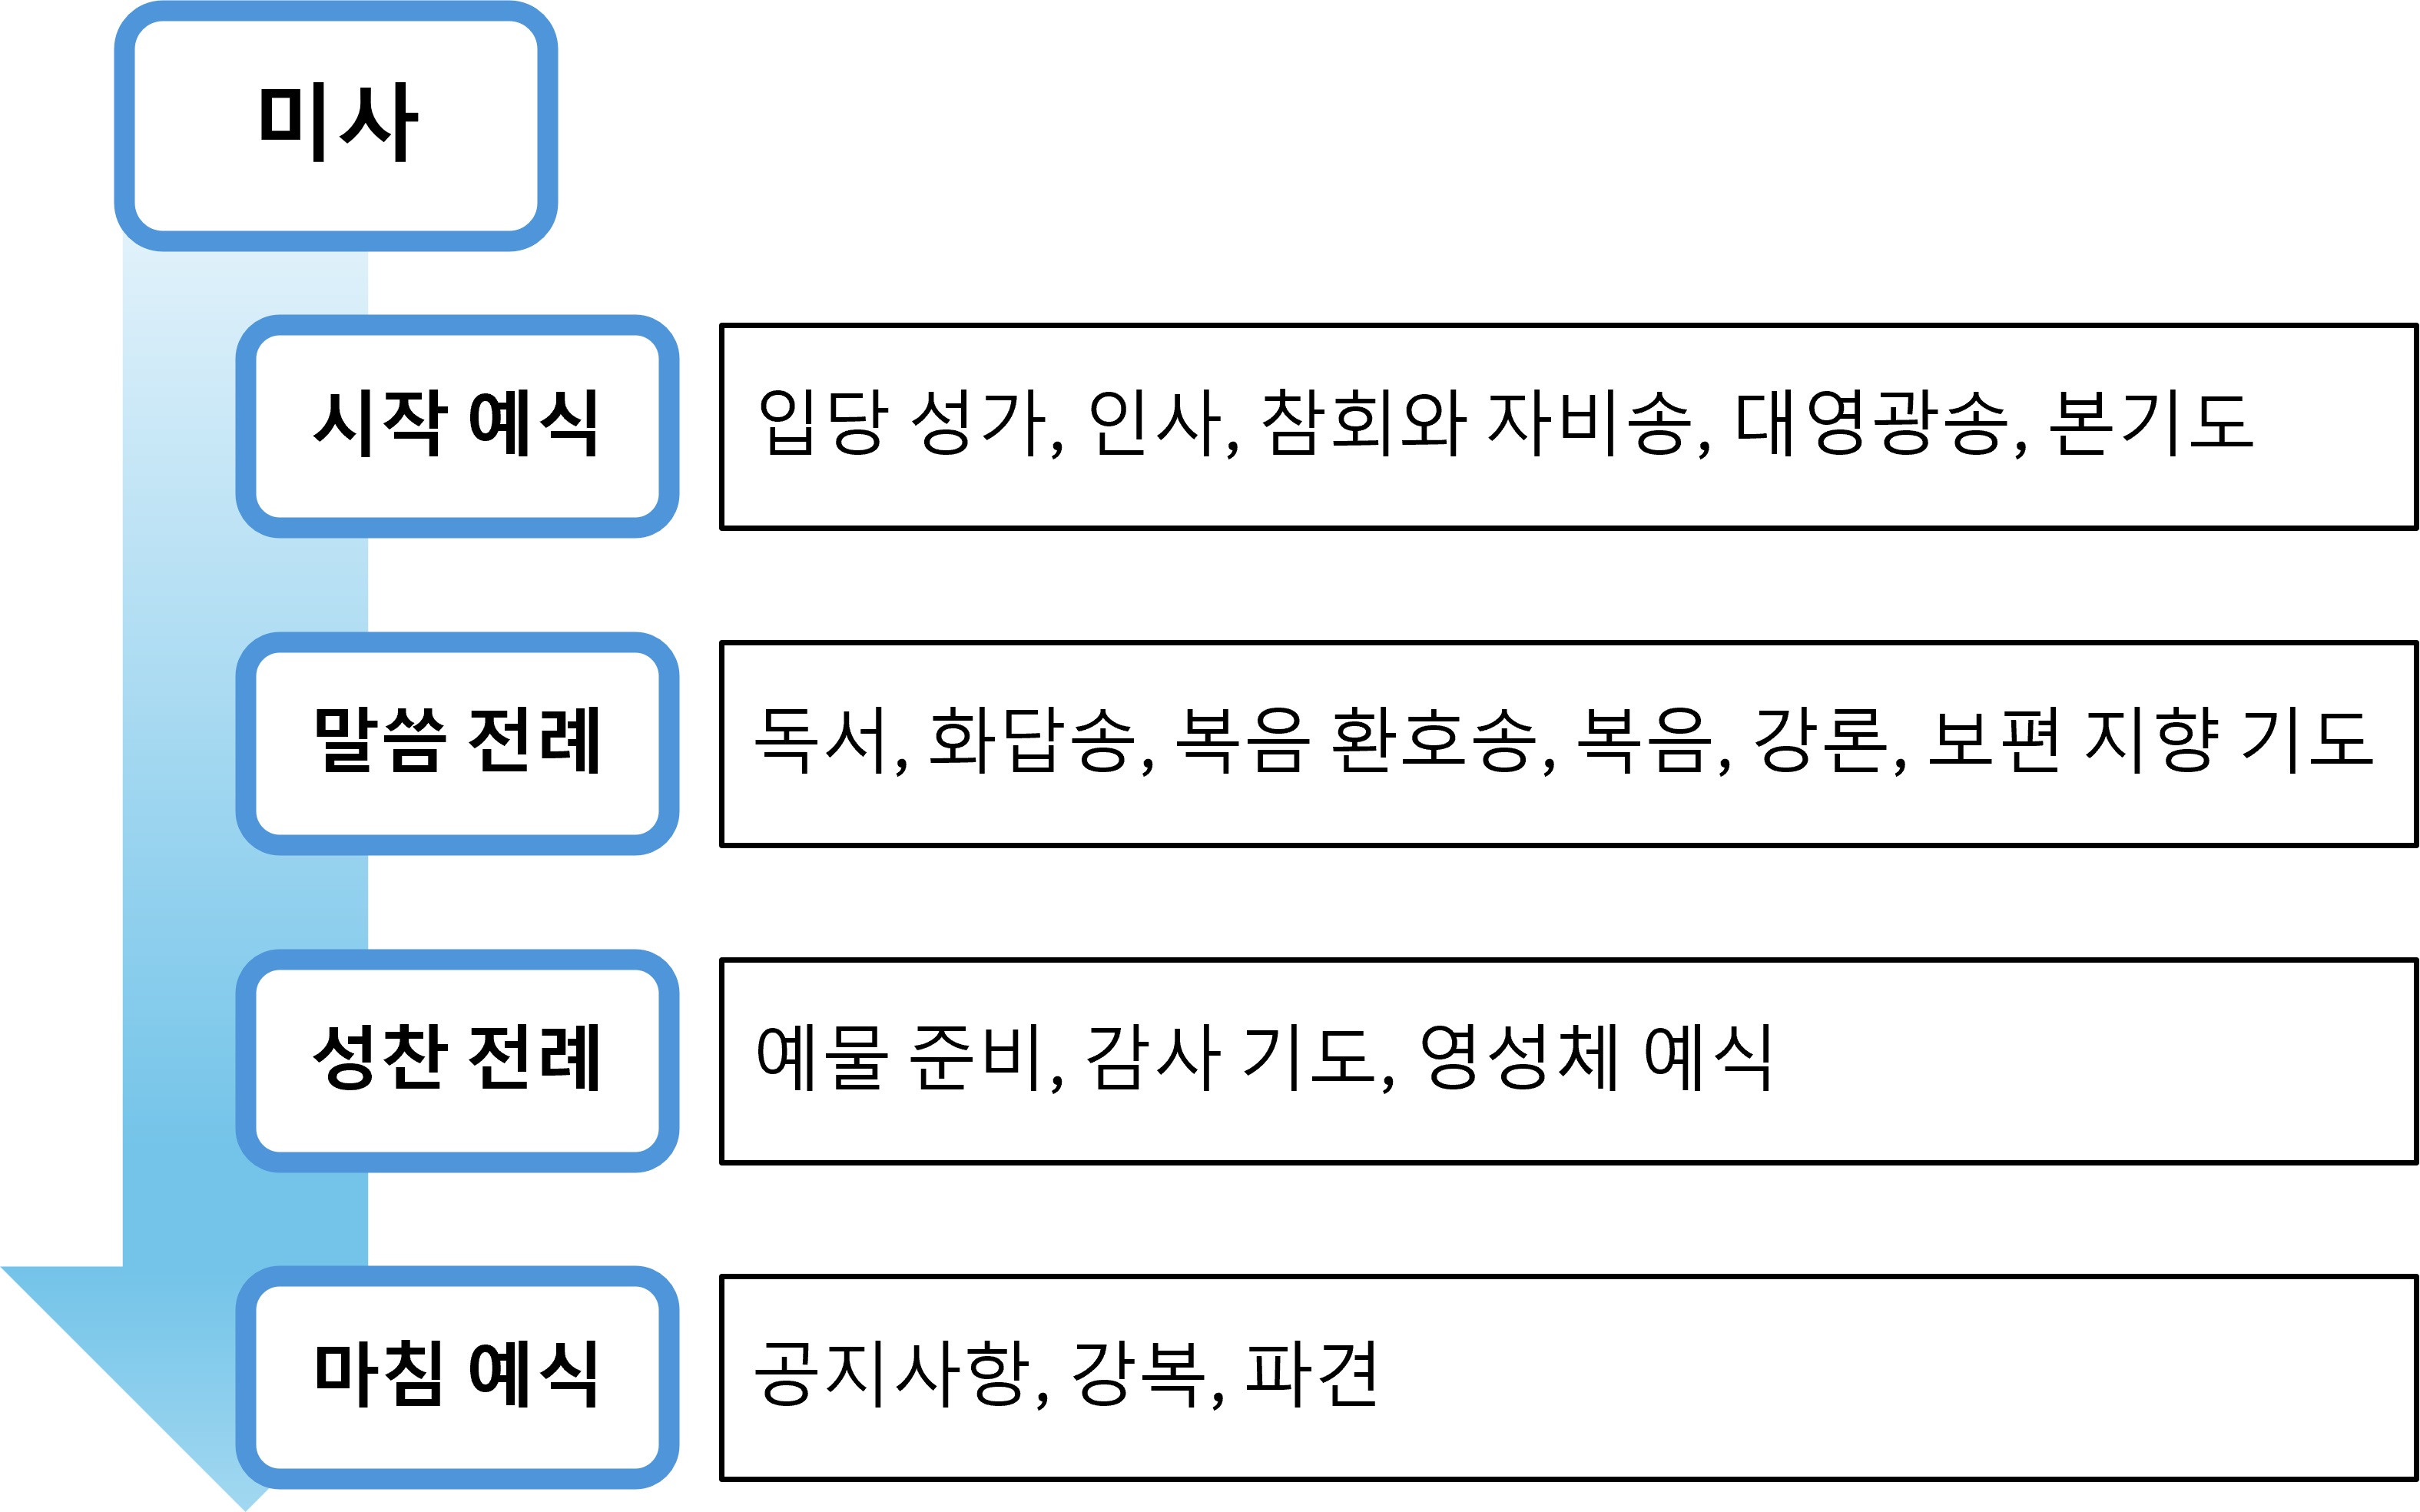 미사
시작 예식
입당 성가, 인사, 참회와 자비송, 대영광송, 본기도
말씀 전례
독서, 화답송, 복음 환호송, 복음, 강론, 보편 지향 기도
성찬 전례
예물 준비, 감사 기도, 영성체 예식
마침 예식
공지사항, 강복, 파견